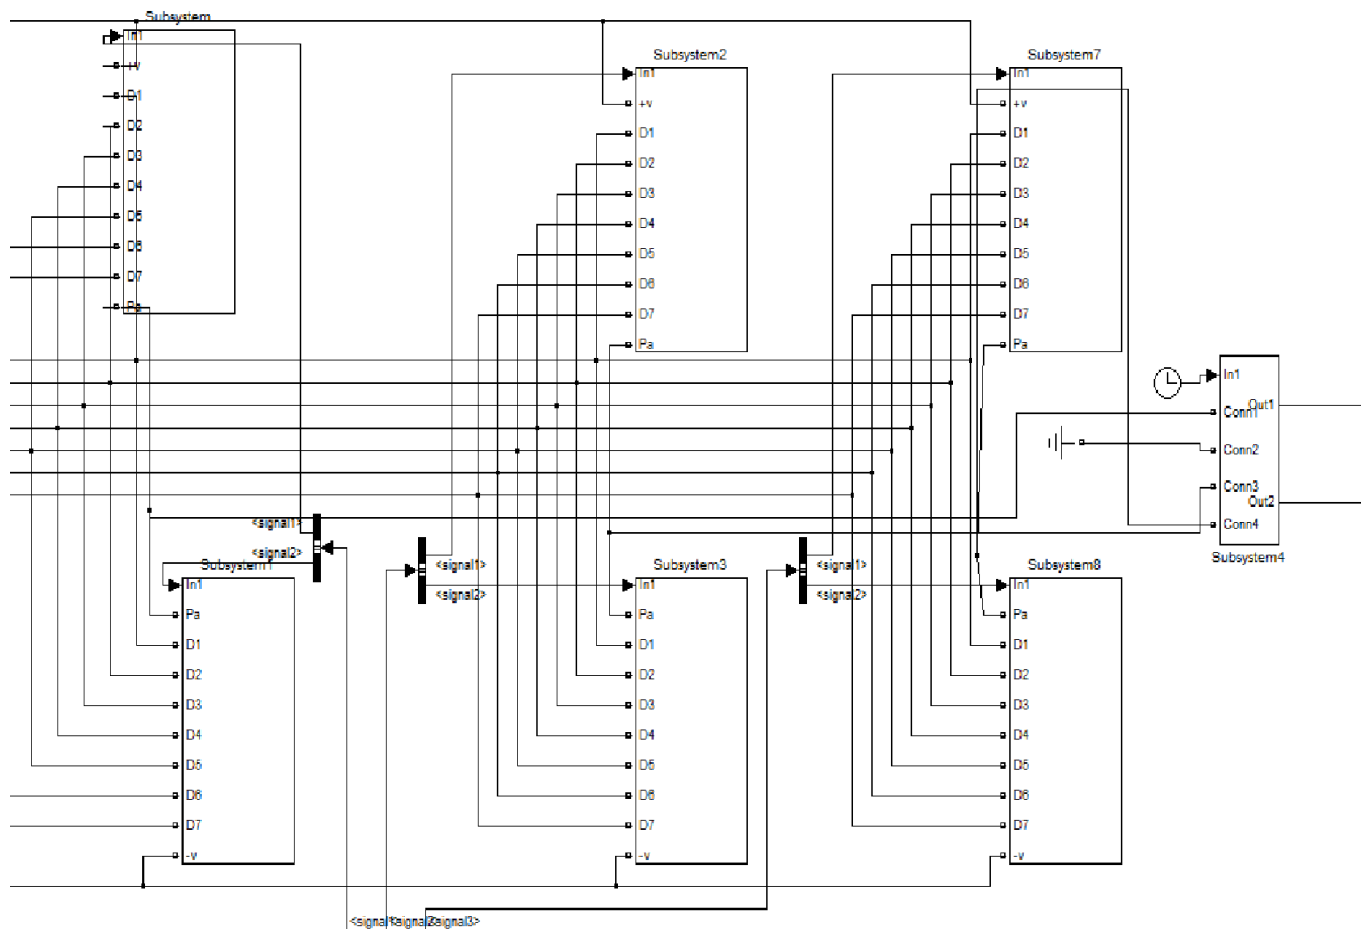 Subsystem
In1
+v
D1
D2
D3
D4
D5
D6
D7
Pa
Subsystem2
In1
+v
D1
D2
D3
D4
D5
D6
D7
Pa
Subsystem7
In1
+v
D1
D2
D3
D4
D5
D6
D7
Pa
In1
Conn1
Conn2
Conn3
Conn4
Out1
Out2
Subsystem4
<signal1>
<signal2>
Subsystem1
In1
Pa
D1
D2
D3
D4
D5
D6
D7
-v
<signal1>
<signal2>
Subsystem3
In1
Pa
D1
D2
D3
D4
D5
D6
D7
-v
<signal1>
<signal2>
Subsystem8
In1
Pa
D1
D2
D3
D4
D5
D6
D7
-v
<signal1> <signal2> <signal3>